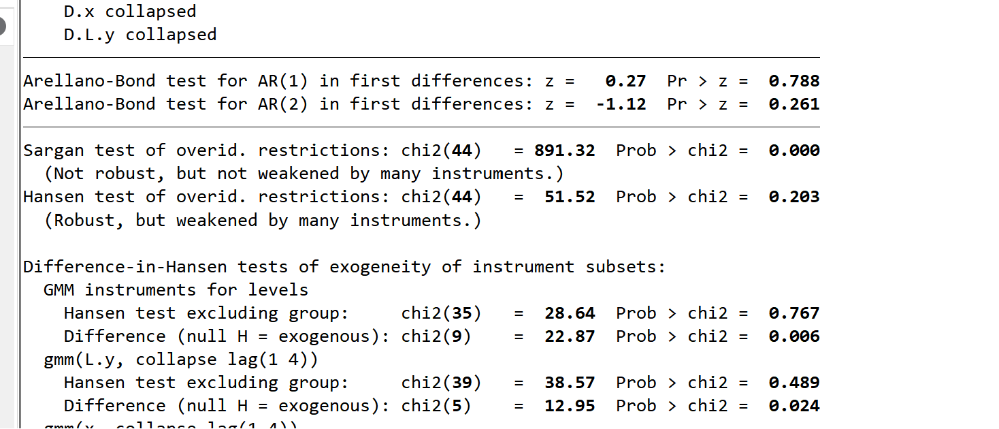 D.x collapsed
D.L.y collapsed
Arellano-Bond test for AR(1) in first differences: z = 0.27 Pr > z = 0.788
Arellano-Bond test for AR(2) in first differences: z = -1.12 Pr > z = 0.261
Sargan test of overid. restrictions: chi2(44) = 891.32 Prob > chi2 = 0.000
(Not robust, but not weakened by many instruments.)
Hansen test of overid. restrictions: chi2(44) = 51.52 Prob > chi2 = 0.203
(Robust, but weakened by many instruments.)
Difference-in-Hansen tests of exogeneity of instrument subsets:
GMM instruments for levels
Hansen test excluding group: chi2(35) = 28.64 Prob > chi2 = 0.767
Difference (null H = exogenous): chi2(9) = 22.87 Prob > chi2 = 0.006
gmm(L.y, collapse lag(1 4))
Hansen test excluding group: chi2(39) = 38.57 Prob > chi2 = 0.489
Difference (null H = exogenous): chi2(5) = 12.95 Prob > chi2 = 0.024
gmm(x, collapse lag(1 4))